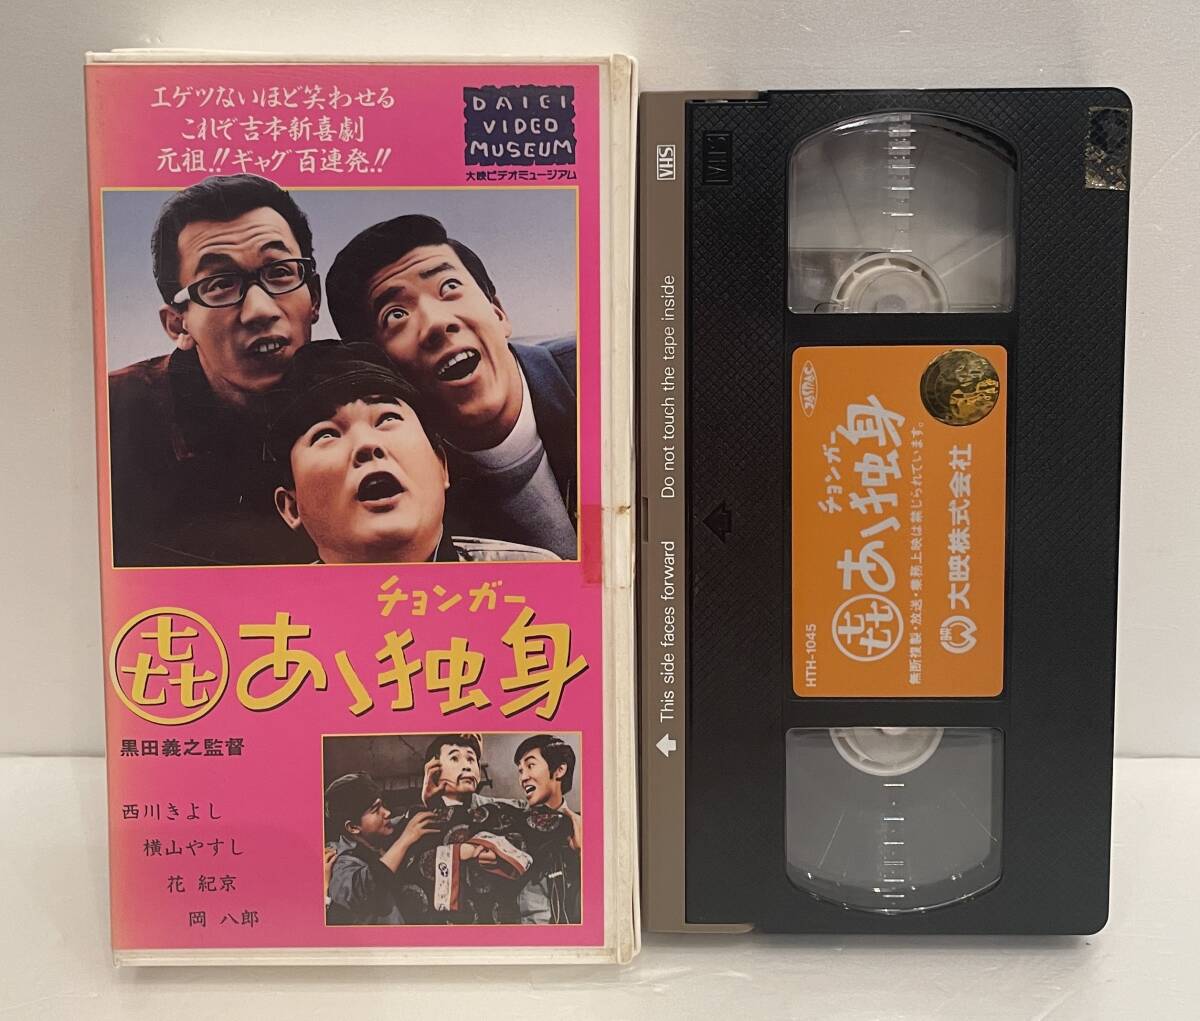 エゲツないほど笑わせる
これぞ吉本新喜劇
元祖!!ギャグ百連発!!
DAIEI
VIDEO
MUSEUM
大映ビデオミュージアム
チョンガー
㐂あゝ独身
黒田義之監督
西川きよし
横山やすし
花 紀京
岡 八郎
VHS
VHS
Do not touch the tape inside
This side faces forward
JASRAC
チョンガー
㐂あゝ独身
無断複製・放送・業務上映は禁じられています。
HTH-1045
映
大映株式会社